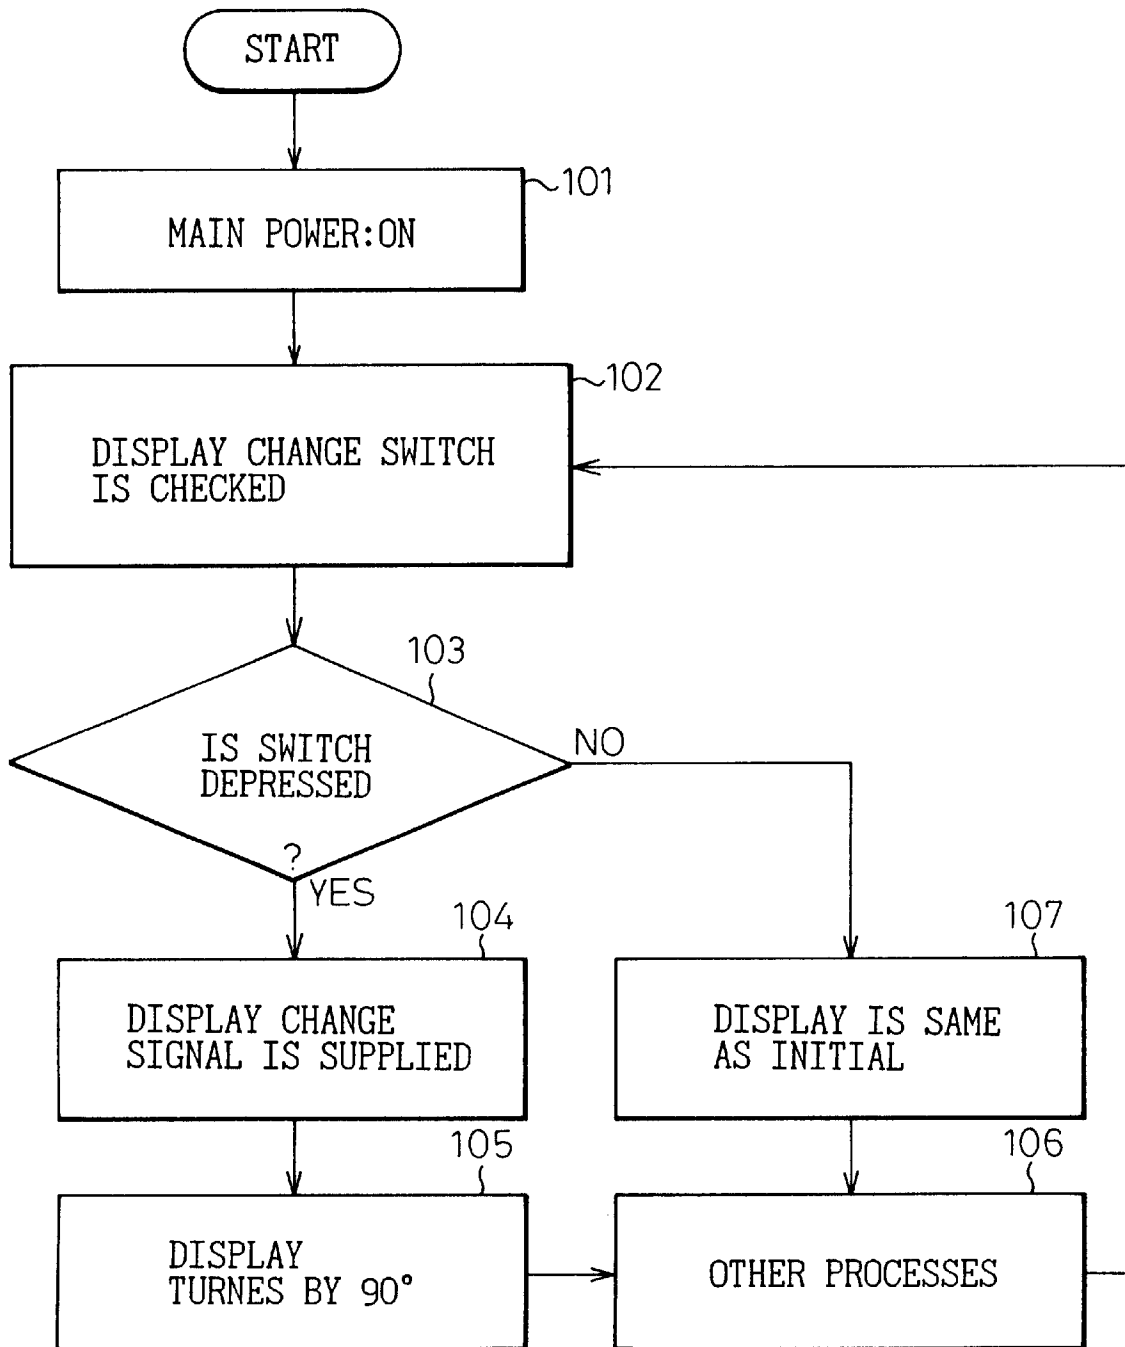 START
101
MAIN POWER:ON
102
DISPLAY CHANGE SWITCH
IS CHECKED
103
IS SWITCH
DEPRESSED
?
NO
YES
104
DISPLAY CHANGE
SIGNAL IS SUPPLIED
107
DISPLAY IS SAME
AS INITIAL
105
DISPLAY
TURNES BY 90°
106
OTHER PROCESSES